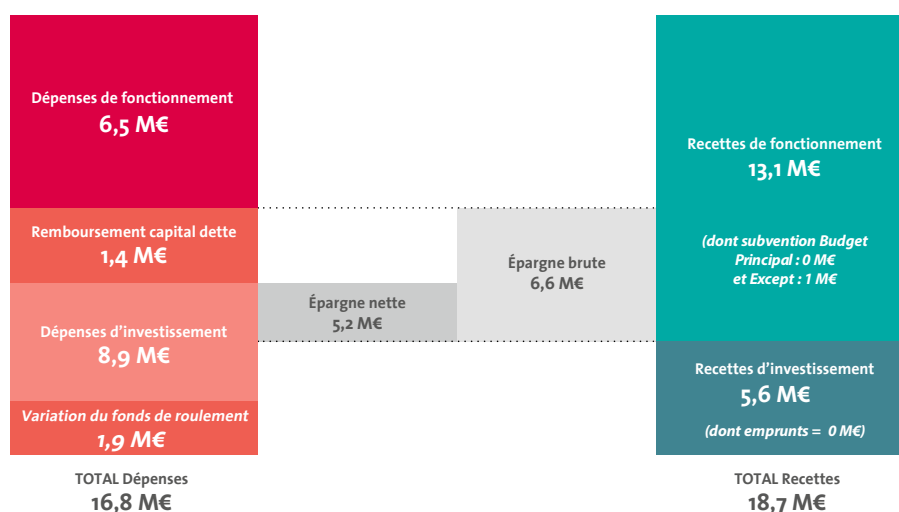 Dépenses de fonctionnement
6,5 M€
Remboursement capital dette
1,4 M€
Dépenses d'investissement
8,9 M€
Variation du fonds de roulement
1,9 M€
TOTAL Dépenses
16,8 M€
Épargne nette
5,2 M€
Épargne brute
6,6 M€
Recettes de fonctionnement
13,1 M€
(dont subvention Budget
Principal : 0 M€
et Except : 1 M€
Recettes d'investissement
5,6 M€
(dont emprunts = 0 M€)
TOTAL Recettes
18,7 M€